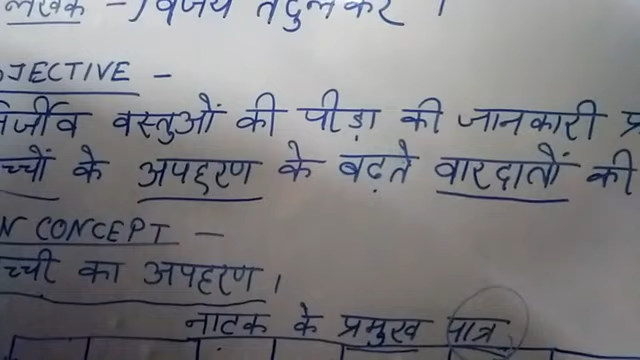 लेखक - विजय तेंदुलकर ।
JECTIVE -
र्जीव वस्तुओं की पीड़ा की जानकारी प्र
च्चों के अपहरण के बढ़ते वारदातों की
N CONCEPT -
च्ची का अपहरण ।
नाटक के प्रमुख पात्र